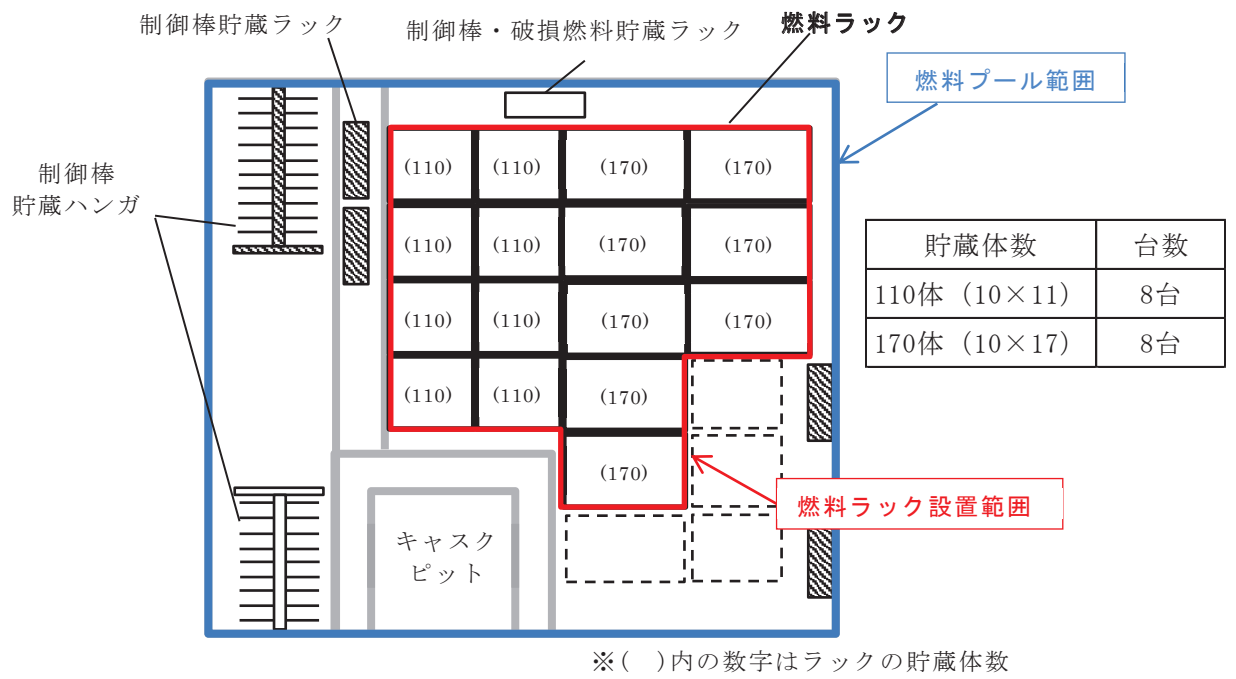 制御棒貯蔵ラック
制御棒・破損燃料貯蔵ラック
燃料ラック
燃料プール範囲
制御棒
貯蔵ハンガ
(110) (110) (170) (170)
(110) (110) (170) (170)
(110) (110) (170) (170)
(110) (110) (170)
(170)
貯蔵体数 台数
110体（10×11） 8台
170体（10×17） 8台
燃料ラック設置範囲
キャスク
ピット
※(　)内の数字はラックの貯蔵体数